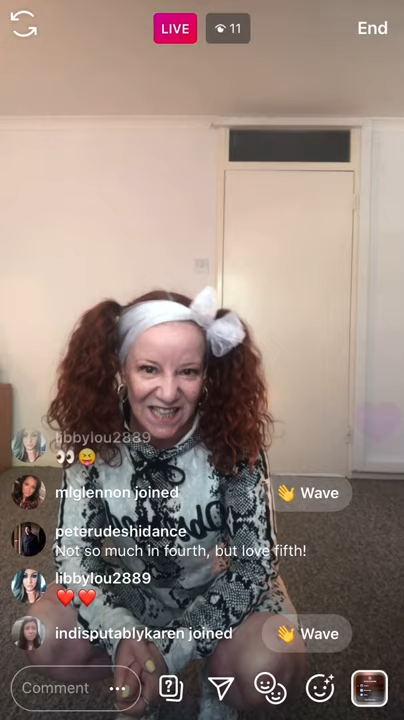 LIVE
11
End
libbylou2889
👀😝
mlglennon joined
👋 Wave
peterudeshidance
Not so much in fourth, but love fifth!
libbylou2889
❤️❤️
indisputablykaren joined
👋 Wave
Comment